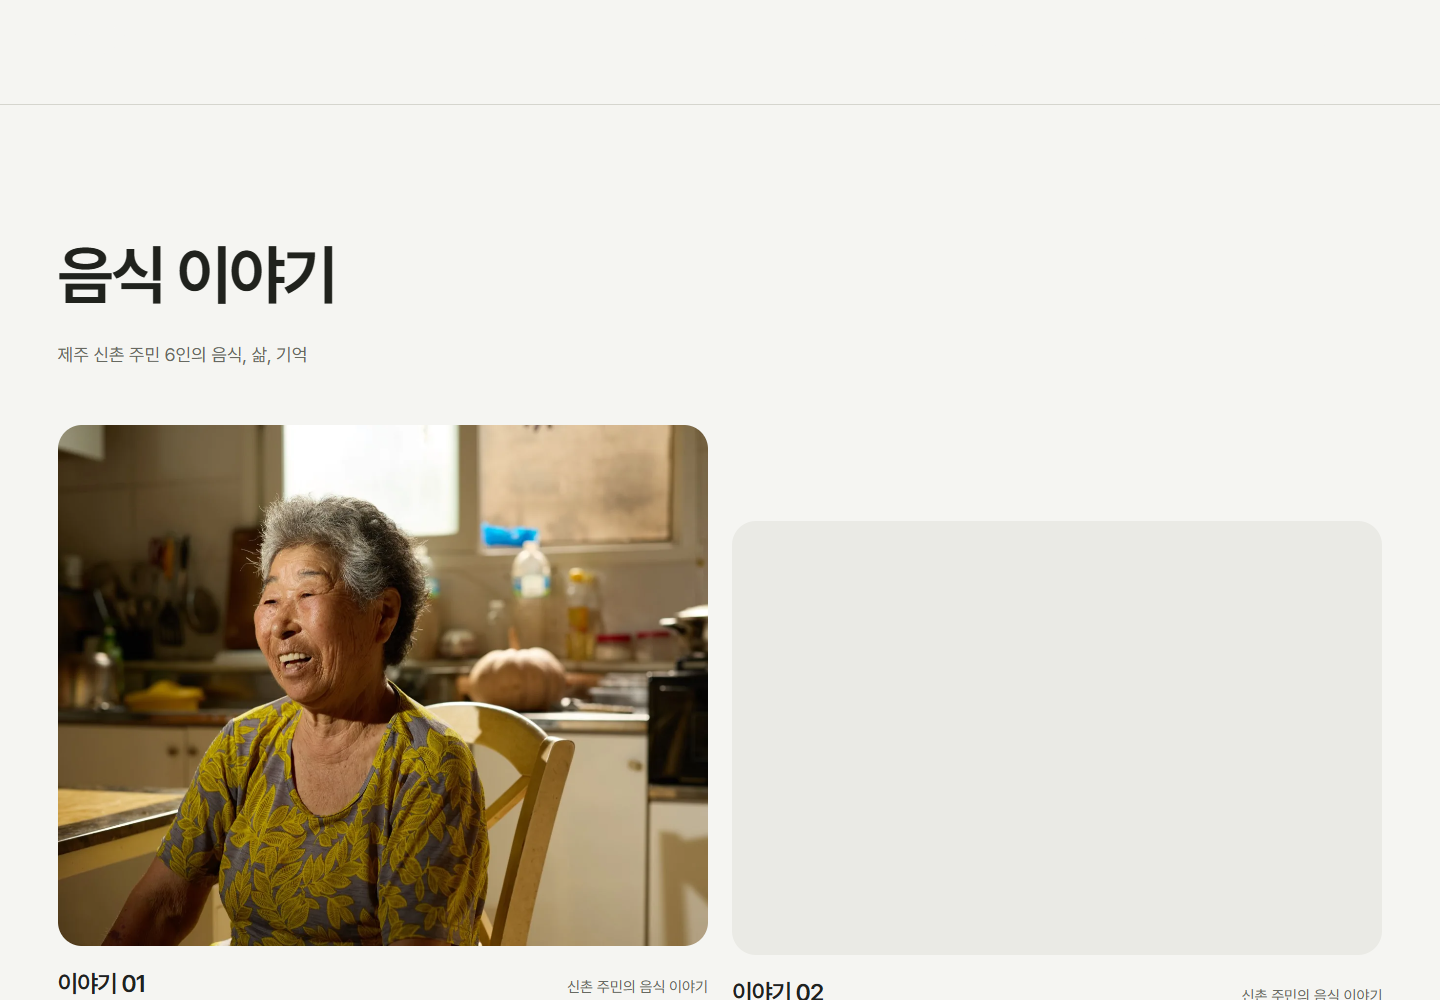 음식 이야기
제주 신촌 주민 6인의 음식, 삶, 기억
이야기 01
신촌 주민의 음식 이야기
이야기 02
신촌 주민의 음식 이야기